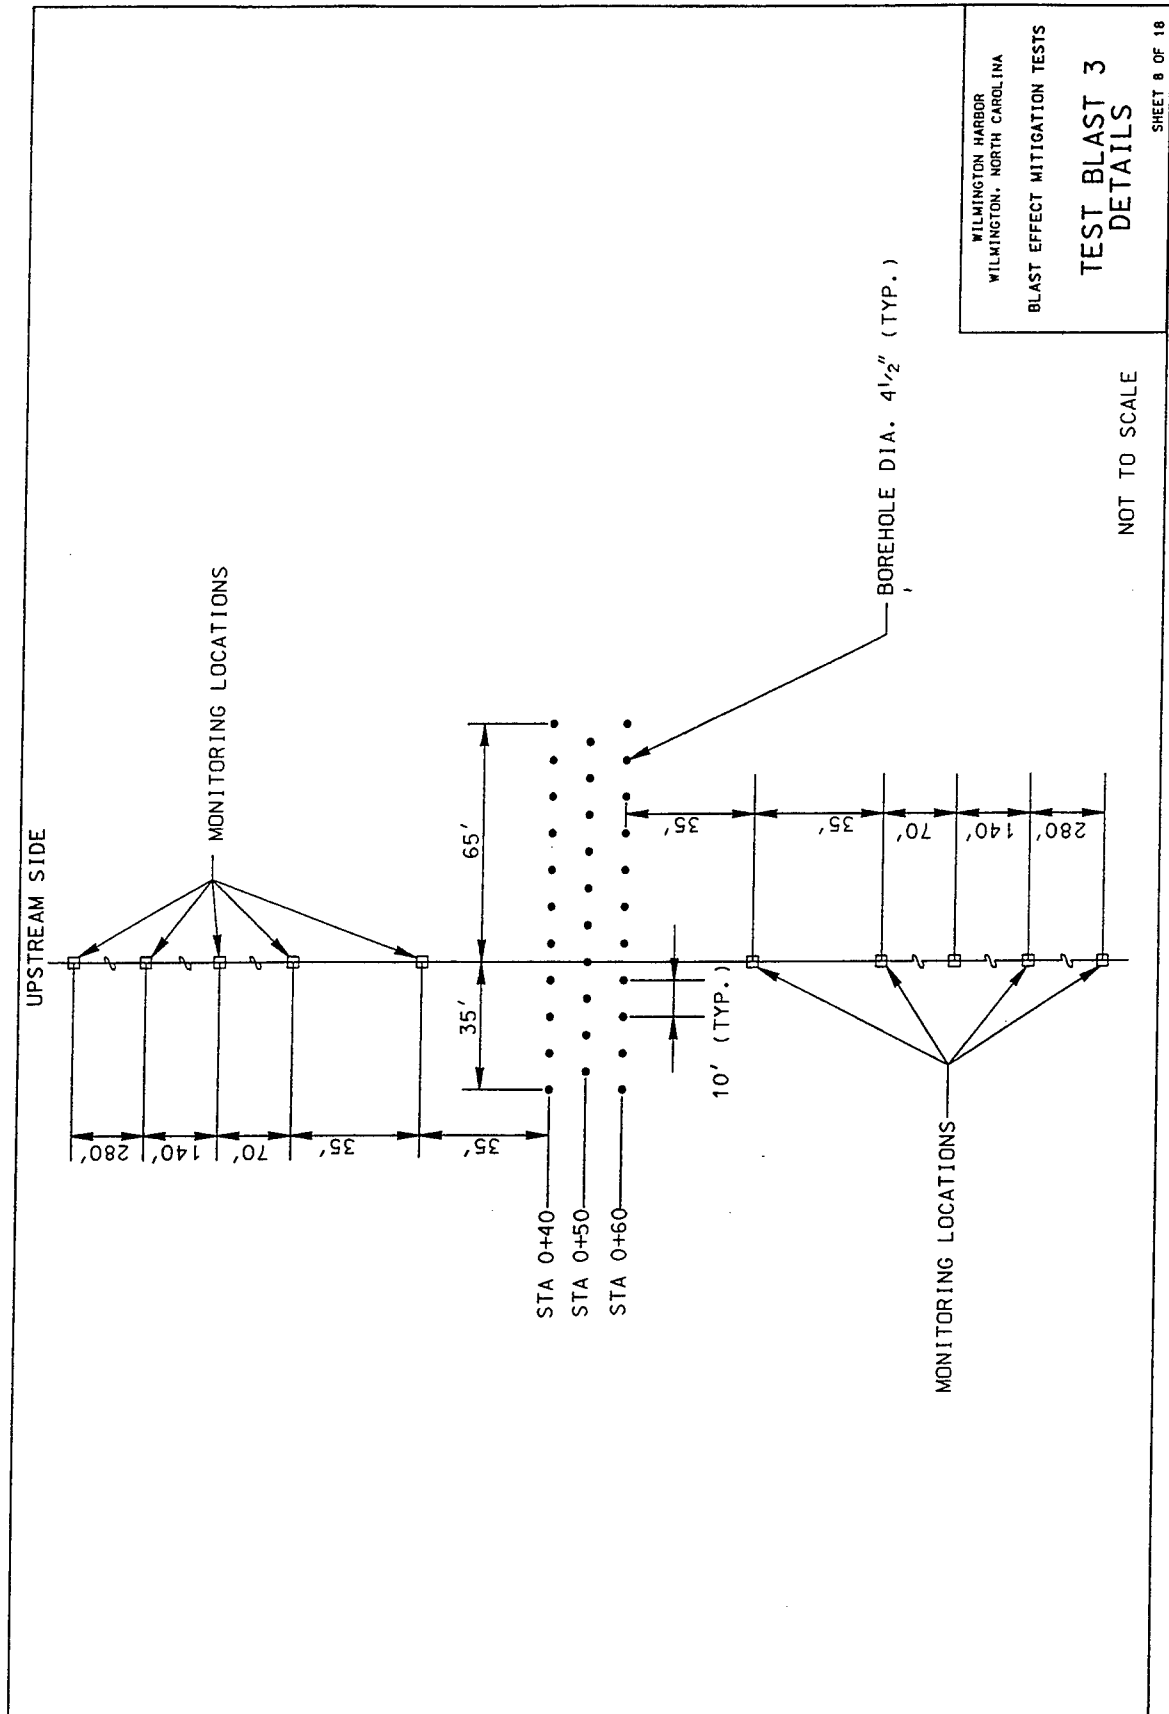 UPSTREAM SIDE
MONITORING LOCATIONS
280'
140'
70'
35'
35'
35'
65'
STA 0+40
STA 0+50
STA 0+60
10' (TYP.)
BOREHOLE DIA. 4 1/2" (TYP.)
35'
35'
70'
140'
280'
MONITORING LOCATIONS
NOT TO SCALE
WILMINGTON HARBOR
WILMINGTON, NORTH CAROLINA
BLAST EFFECT MITIGATION TESTS
TEST BLAST 3
DETAILS
SHEET 8 OF 18